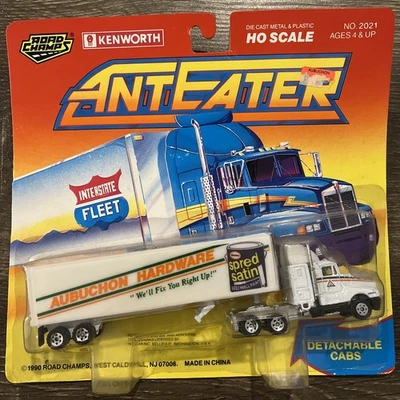 ROAD CHAMPS
KENWORTH
DIE CAST METAL & PLASTIC
HO SCALE
NO. 2021
AGES 4 & UP
ANTEATER
INTERSTATE
FLEET
AUBUCHON HARDWARE
"We'll Fix You Right Up!"
spred
satin
DETACHABLE
CABS
©1990 ROAD CHAMPS, WEST CALDWELL, NJ 07006. MADE IN CHINA